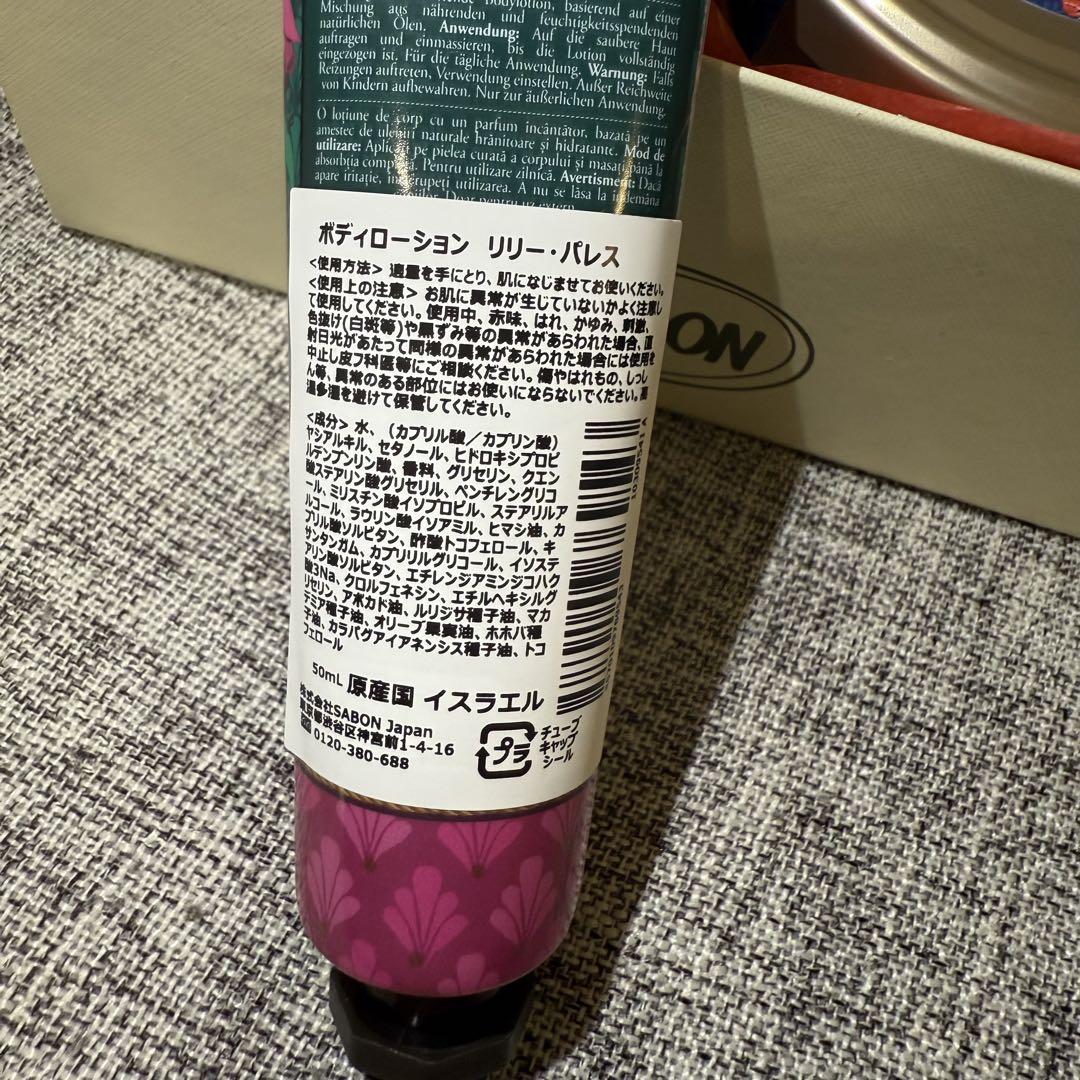 Bodylotion, basierend auf einer
Mischung aus nährenden und feuchtigkeitsspendenden
natürlichen Ölen. Anwendung: Auf die saubere Haut
auftragen und einmassieren, bis die Lotion vollständig
eingezogen ist. Für die tägliche Anwendung. Warnung: Falls
Reizungen auftreten, Verwendung einstellen. Außer Reichweite
von Kindern aufbewahren. Nur zur äußerlichen Anwendung.
O loțiune de corp cu un parfum încântător, bazată pe un
amestec de uleiuri naturale hrănitoare și hidratante. Mod de
utilizare: Aplicați pe pielea curată a corpului și masați până la
absorbția completă. Pentru utilizare zilnică. Avertisment: Dacă
apare iritație, întrerupeți utilizarea. A nu se lăsa la îndemâna
ボディローション リリー・パレス
<使用方法> 適量を手にとり、肌になじませてお使いください。
<使用上の注意> お肌に異常が生じていないかよく注意し
て使用してください。使用中、赤味、はれ、かゆみ、刺激、
色抜け(白斑等)や黒ずみ等の異常があらわれた場合、直
射日光があたって同様の異常があらわれた場合には使用を
中止し皮フ科医等にご相談ください。傷やはれもの、しっし
ん等、異常のある部位にはお使いにならないでください。高
温多湿を避けて保管してください。
<成分> 水、(カプリル酸/カプリン酸)
ヤシアルキル、セタノール、ヒドロキシプロピ
ルデンプンリン酸、香料、グリセリン、クエン
酸ステアリン酸グリセリル、ペンチレングリコ
ール、ミリスチン酸イソプロピル、ステアリルア
ルコール、ラウリン酸イソアミル、ヒマシ油、カ
プリル酸ソルビタン、酢酸トコフェロール、キ
サンタンガム、カプリリルグリコール、イソステ
アリン酸ソルビタン、エチレンジアミンジコハク
酸3Na、クロルフェネシン、エチルヘキシルグ
リセリン、アボカド油、ルリジサ種子油、マカ
デミア種子油、オリーブ果実油、ホホバ種
子油、カラパグアイアネンシス種子油、トコ
フェロール
50mL 原産国 イスラエル
株式会社SABON Japan
東京都渋谷区神宮前1-4-16
0120-380-688
プラ
チューブ
キャップ
シール
ON